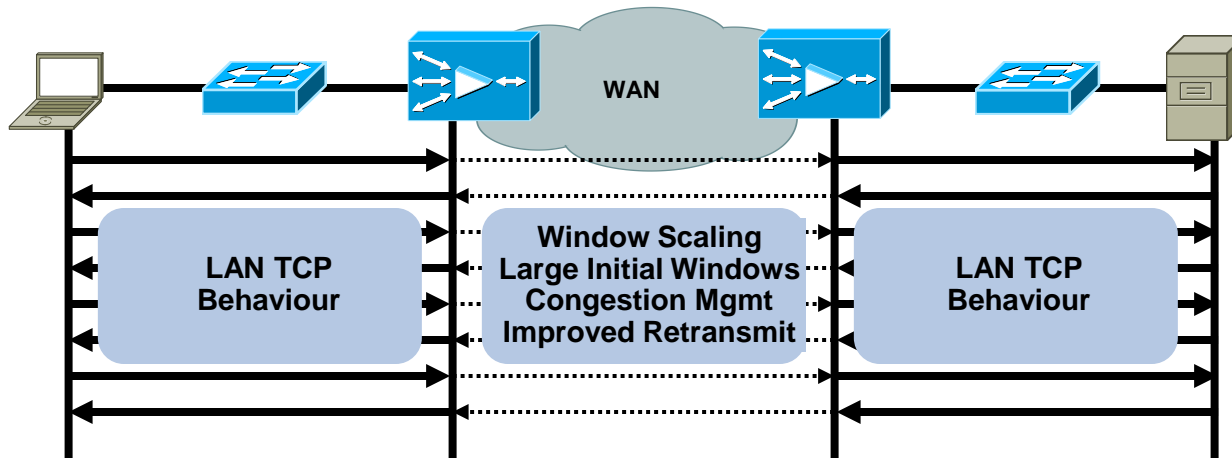 WAN
LAN TCP
Behaviour
Window Scaling
Large Initial Windows
Congestion Mgmt
Improved Retransmit
LAN TCP
Behaviour